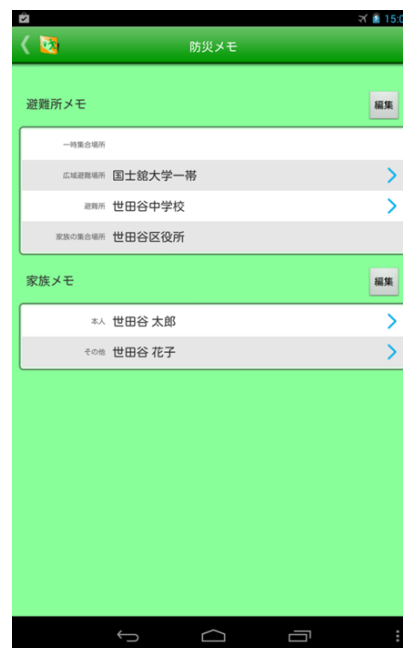 15:0
防災メモ
避難所メモ
編集
一時集合場所
広域避難場所 国士舘大学一帯
避難所 世田谷中学校
家族の集合場所 世田谷区役所
家族メモ
編集
本人 世田谷 太郎
その他 世田谷 花子